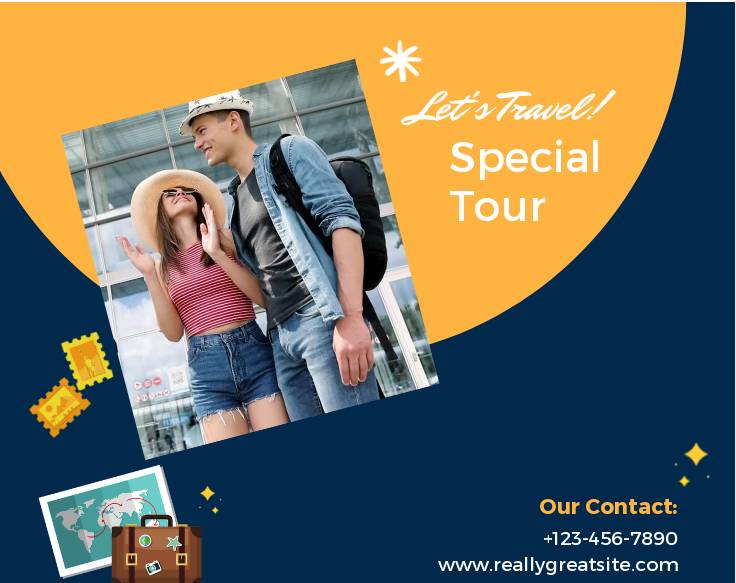 Let's Travel!
Special
Tour
Our Contact:
+123-456-7890
www.reallygreatsite.com